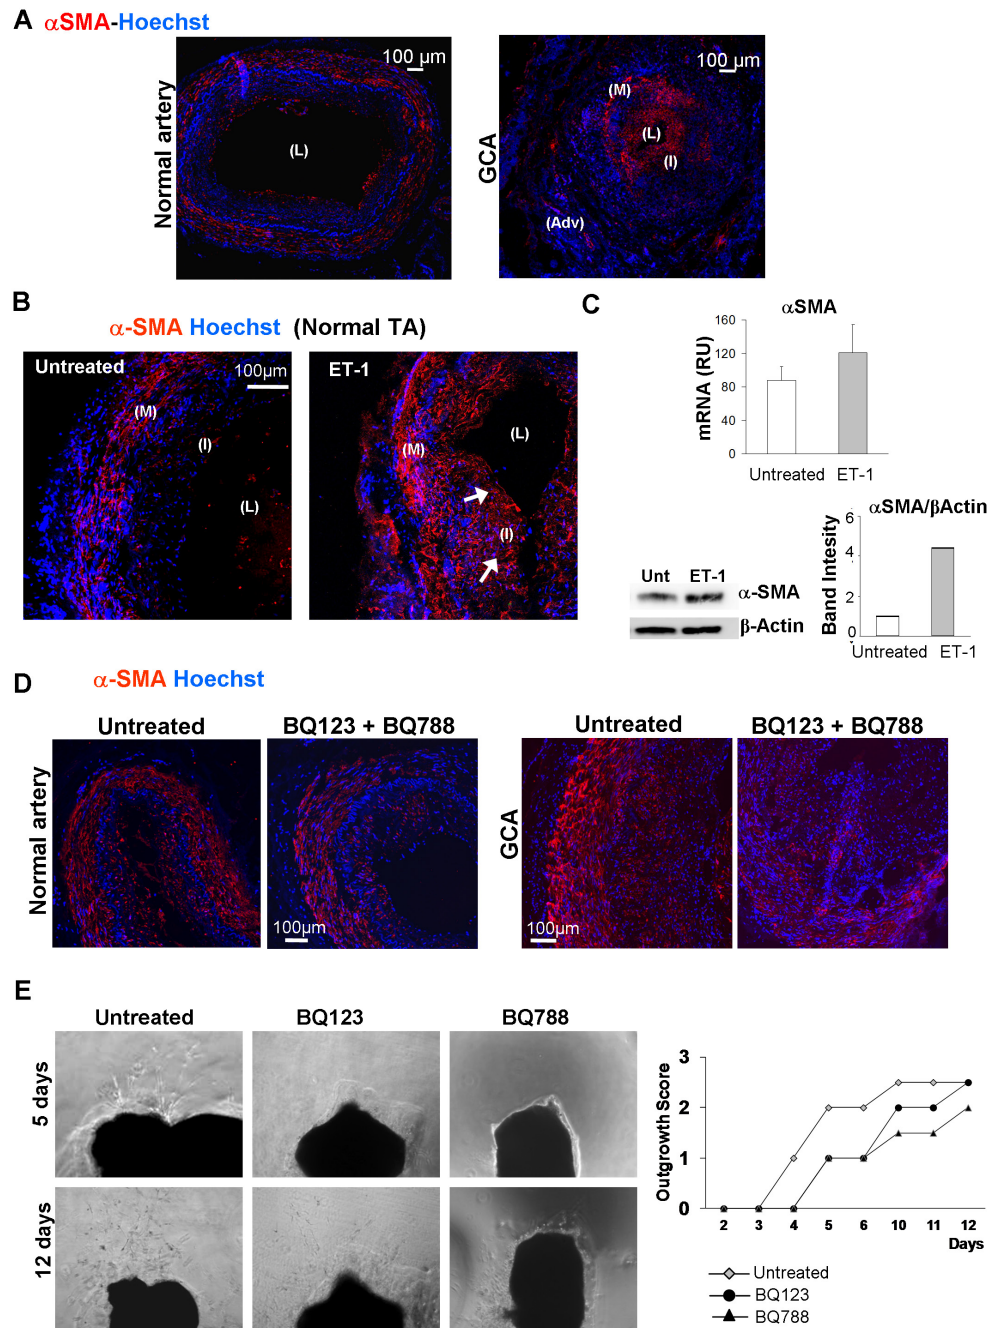 A αSMA-Hoechst
Normal artery
100 µm
(L)
GCA
100 µm
(M)
(L)
(I)
(Adv)
B
α-SMA Hoechst (Normal TA)
Untreated
100µm
(M)
(I)
(L)
ET-1
(L)
(M)
(I)
C
αSMA
mRNA (RU)
160
120
80
40
0
Untreated ET-1
Unt ET-1
α-SMA
β-Actin
αSMA/βActin
Band Intesity
6
4
2
0
Untreated ET-1
D
α-SMA Hoechst
Untreated BQ123 + BQ788
Normal artery
100µm
Untreated BQ123 + BQ788
GCA
100µm
E
Untreated BQ123 BQ788
5 days
12 days
Outgrowth Score
3
2
1
0
2 3 4 5 6 10 11 12
Days
Untreated
BQ123
BQ788